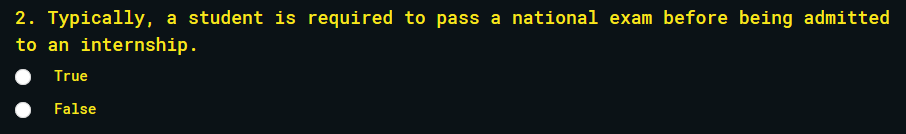 2. Typically, a student is required to pass a national exam before being admitted
to an internship.
True
False